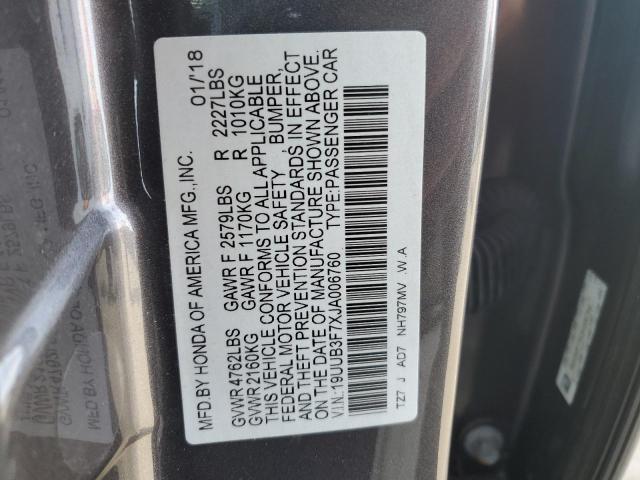 MFD.BY HONDA OF AMERICA MFG.,INC. 01/'18
GVWR 4762LBS GAWR F 2579LBS R 2227LBS
GVWR 2160KG GAWR F 1170KG R 1010KG
THIS VEHICLE CONFORMS TO ALL APPLICABLE
FEDERAL MOTOR VEHICLE SAFETY , BUMPER,
AND THEFT PREVENTION STANDARDS IN EFFECT
ON THE DATE OF MANUFACTURE SHOWN ABOVE.
V.I.N.:19UUB3F7XJA006760 TYPE:PASSENGER CAR
TZ7 J AD7 NH797MV .W.A